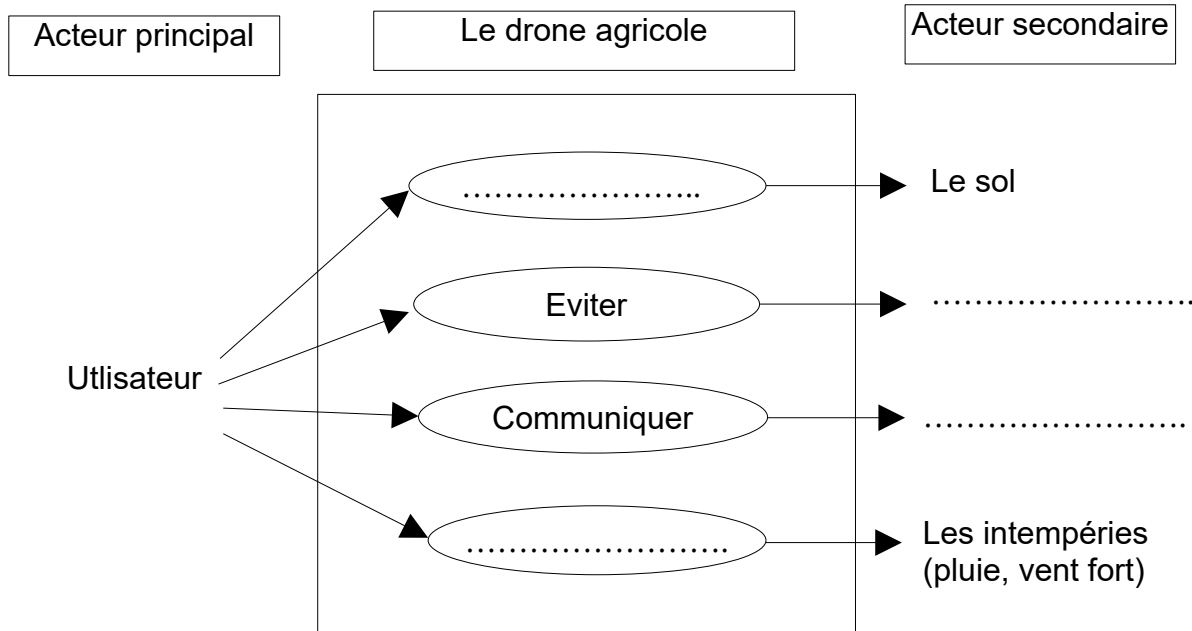 Acteur principal
Le drone agricole
Acteur secondaire
.......................
Le sol
Eviter
..........................
Utlisateur
Communiquer
..........................
..........................
Les intempéries
(pluie, vent fort)